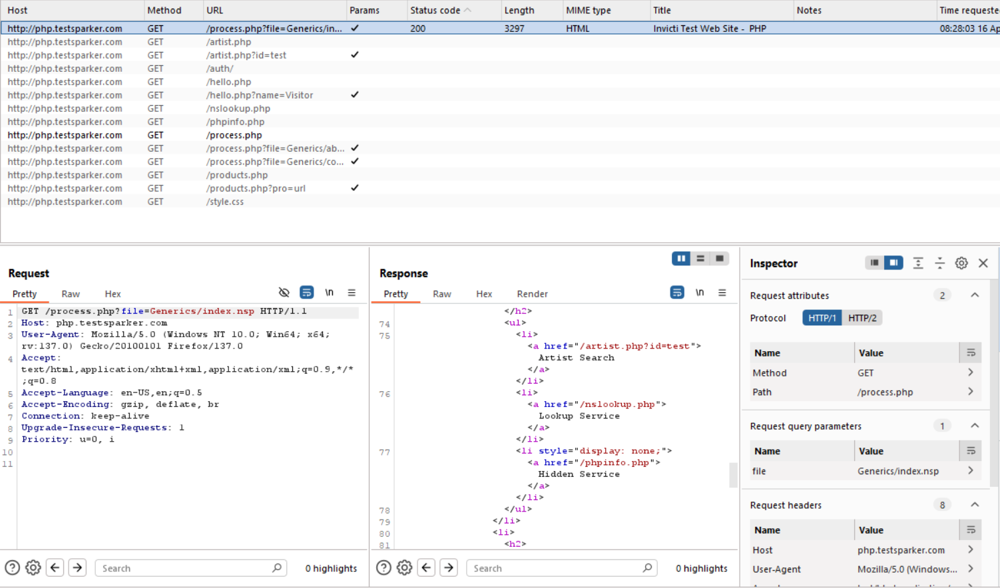 Host Method URL Params Status code Length MIME type Title Notes Time requeste
http://php.testsparker.com GET /process.php?file=Generics/in... ✓ 200 3297 HTML Invicti Test Web Site - PHP 08:28:03 16 Ap
http://php.testsparker.com GET /artist.php
http://php.testsparker.com GET /artist.php?id=test ✓
http://php.testsparker.com GET /auth/
http://php.testsparker.com GET /hello.php
http://php.testsparker.com GET /hello.php?name=Visitor ✓
http://php.testsparker.com GET /nslookup.php
http://php.testsparker.com GET /phpinfo.php
http://php.testsparker.com GET /process.php
http://php.testsparker.com GET /process.php?file=Generics/ab... ✓
http://php.testsparker.com GET /process.php?file=Generics/co... ✓
http://php.testsparker.com GET /products.php
http://php.testsparker.com GET /products.php?pro=url ✓
http://php.testsparker.com GET /style.css
Request
Pretty Raw Hex \n
1 GET /process.php?file=Generics/index.nsp HTTP/1.1
2 Host: php.testsparker.com
3 User-Agent: Mozilla/5.0 (Windows NT 10.0; Win64; x64;
rv:137.0) Gecko/20100101 Firefox/137.0
4 Accept:
text/html,application/xhtml+xml,application/xml;q=0.9,*/*
;q=0.8
5 Accept-Language: en-US,en;q=0.5
6 Accept-Encoding: gzip, deflate, br
7 Connection: keep-alive
8 Upgrade-Insecure-Requests: 1
9 Priority: u=0, i
10
11
Search 0 highlights
Response
Pretty Raw Hex Render \n
</h2>
74 <ul>
75 <li>
<a href="/artist.php?id=test">
Artist Search
</a>
</li>
76 <li>
<a href="/nslookup.php">
Lookup Service
</a>
</li>
77 <li style="display: none;">
<a href="/phpinfo.php">
Hidden Service
</a>
</li>
78 </ul>
79 </li>
80 <li>
81 <h2>
Search 0 highlights
Inspector
Request attributes 2
Protocol HTTP/1 HTTP/2
Name Value
Method GET
Path /process.php
Request query parameters 1
Name Value
file Generics/index.nsp
Request headers 8
Name Value
Host php.testsparker.com
User-Agent Mozilla/5.0 (Windows...